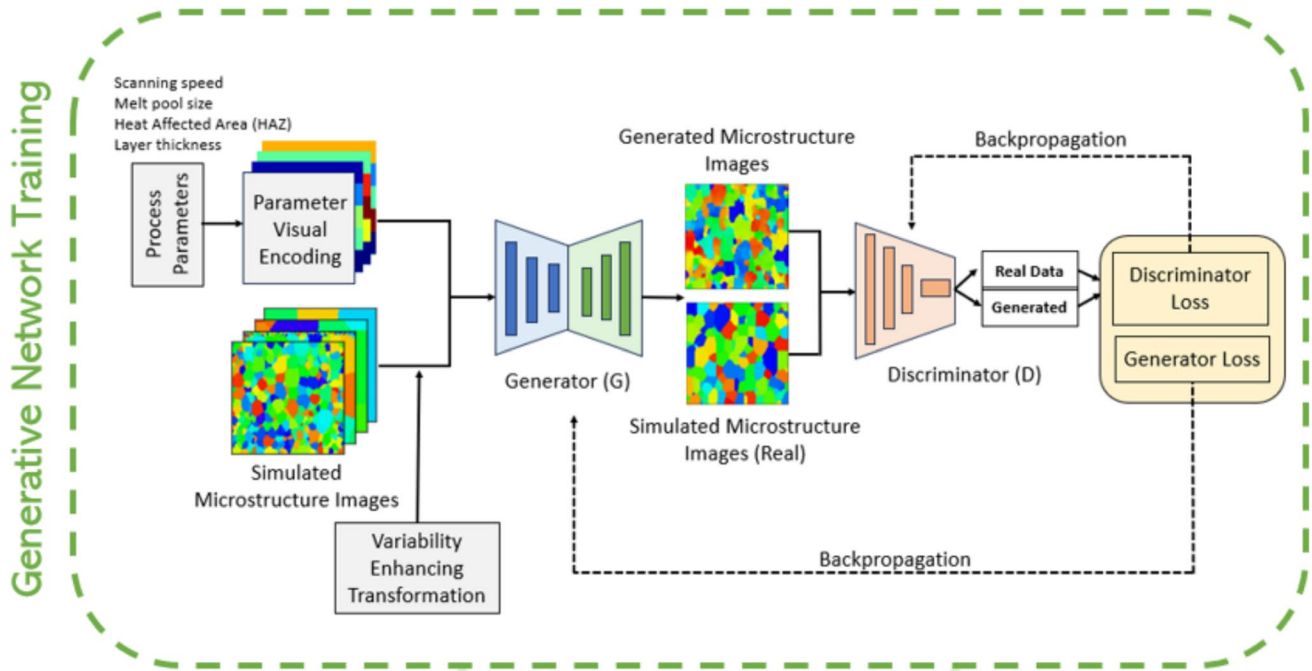 Generative Network Training
Scanning speed
Melt pool size
Heat Affected Area (HAZ)
Layer thickness
Process
Parameters
Parameter
Visual
Encoding
Simulated
Microstructure Images
Variability
Enhancing
Transformation
Generator (G)
Generated Microstructure
Images
Simulated Microstructure
Images (Real)
Backpropagation
Discriminator (D)
Real Data
Generated
Discriminator
Loss
Generator Loss
Backpropagation